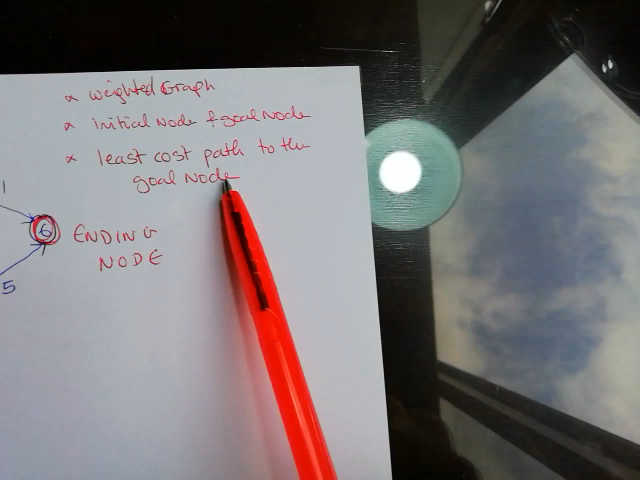 ∝ weighted Graph
∝ initial Node & goal Node
∝ least cost path to the
goal Node
1
6
ENDING
NODE
5